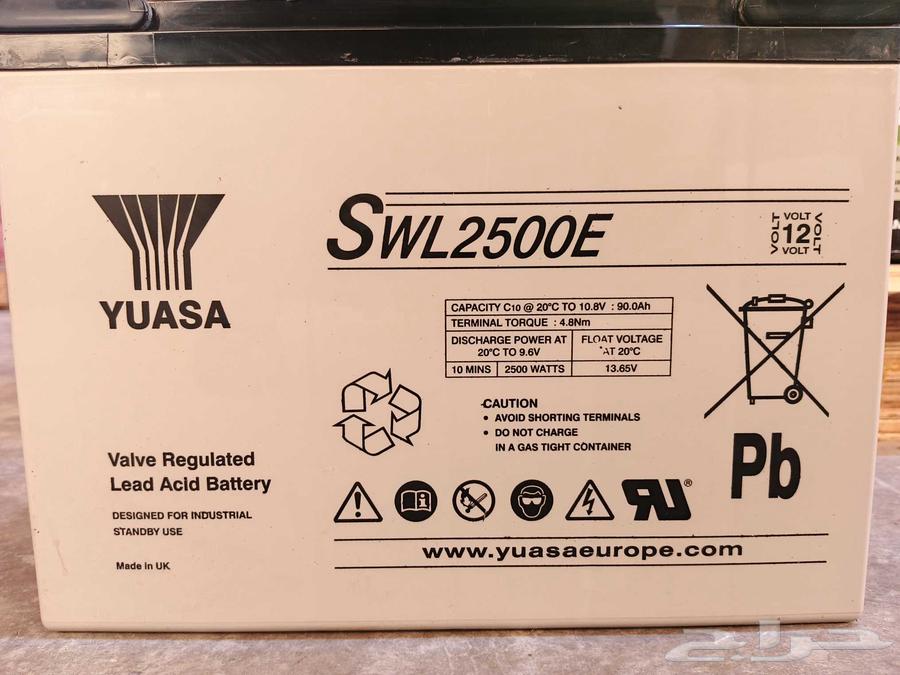 YUASA
SWL2500E
VOLT
VOLT 12 VOLT
VOLT
CAPACITY C10 @ 20°C TO 10.8V : 90.0Ah
TERMINAL TORQUE : 4.8Nm
DISCHARGE POWER AT 20°C TO 9.6V
FLOAT VOLTAGE AT 20°C
10 MINS 2500 WATTS 13.65V
CAUTION
• AVOID SHORTING TERMINALS
• DO NOT CHARGE
IN A GAS TIGHT CONTAINER
Pb
Valve Regulated
Lead Acid Battery
DESIGNED FOR INDUSTRIAL
STANDBY USE
Made in UK
www.yuasaeurope.com
حراج